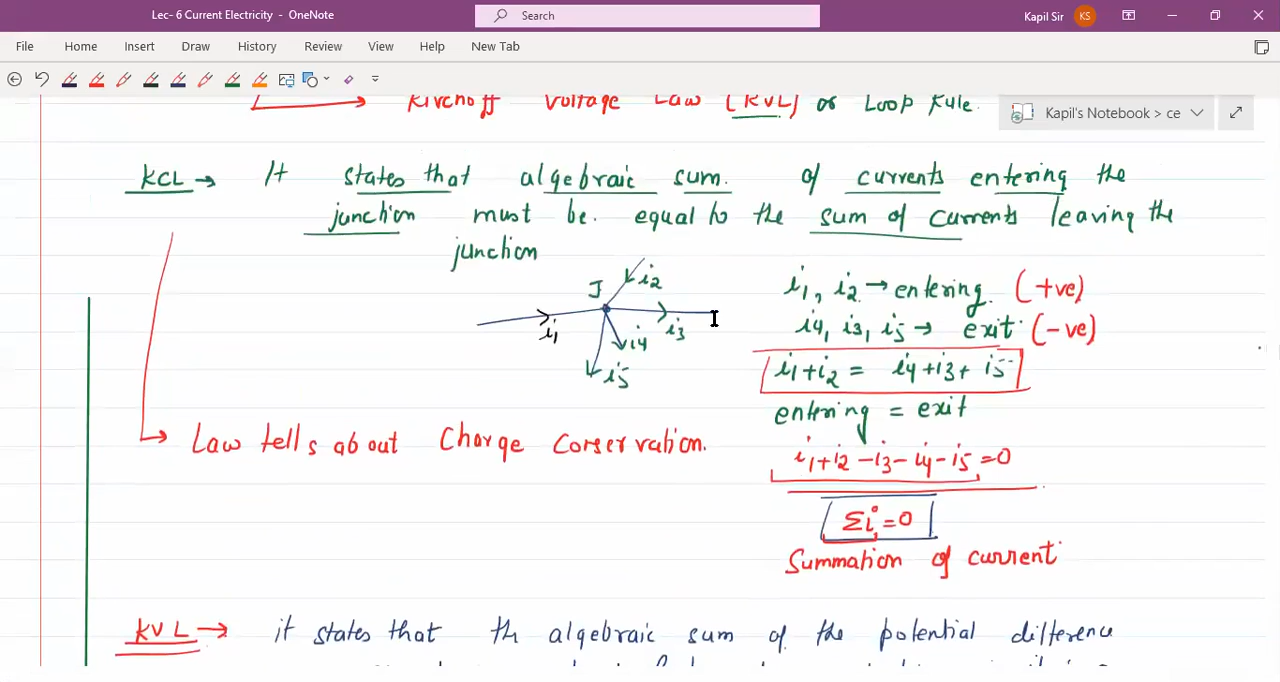 Lec- 6 Current Electricity - OneNote
Search
Kapil Sir
KS
File Home Insert Draw History Review View Help New Tab
Kirchoff Voltage Law (KVL) or Loop Rule.
Kapil's Notebook > ce
KCL → It states that algebraic sum. of currents entering the
junction must be. equal to the sum of currents leaving the
junction
J
i2
i1
i3
i4
i5
i1, i2 → entering. (+ve)
i4, i3, i5 → exit. (-ve)
i1+i2 = i4+i3+ i5
entering = exit
i1+i2 -i3-i4-i5 =0
Law tells about Charge Conservation.
Σi =0
Summation of current
KVL → it states that th algebraic sum of the potential difference